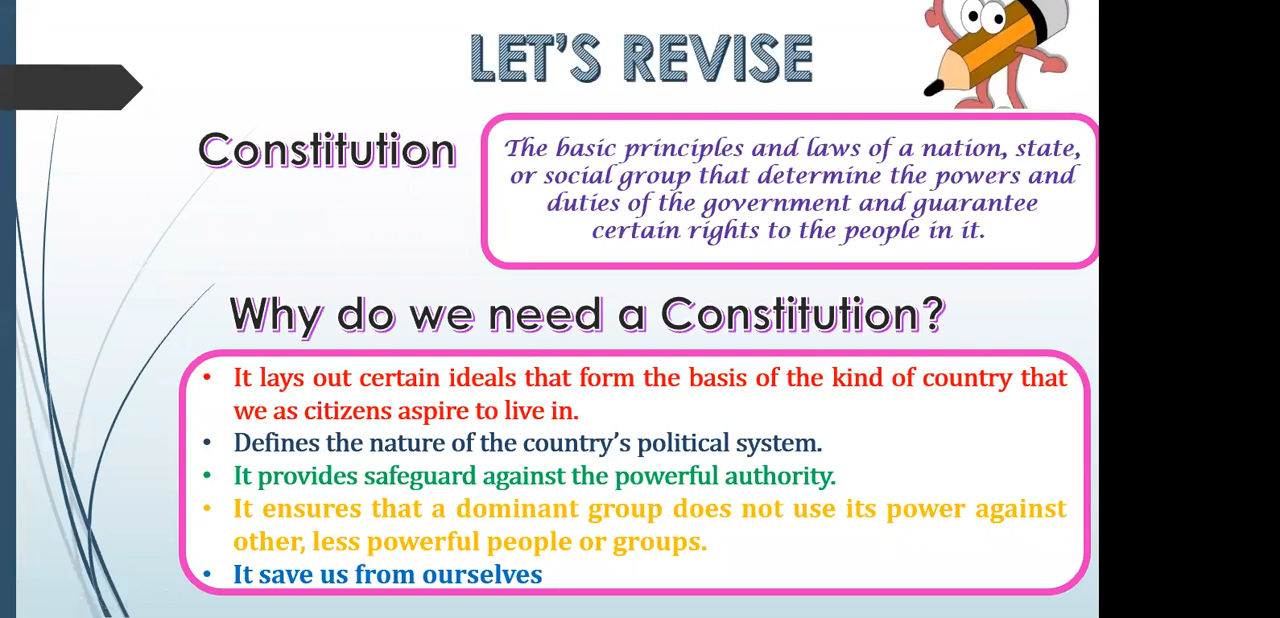 LET'S REVISE
Constitution
The basic principles and laws of a nation, state,
or social group that determine the powers and
duties of the government and guarantee
certain rights to the people in it.
Why do we need a Constitution?
• It lays out certain ideals that form the basis of the kind of country that
we as citizens aspire to live in.
• Defines the nature of the country's political system.
• It provides safeguard against the powerful authority.
• It ensures that a dominant group does not use its power against
other, less powerful people or groups.
• It save us from ourselves